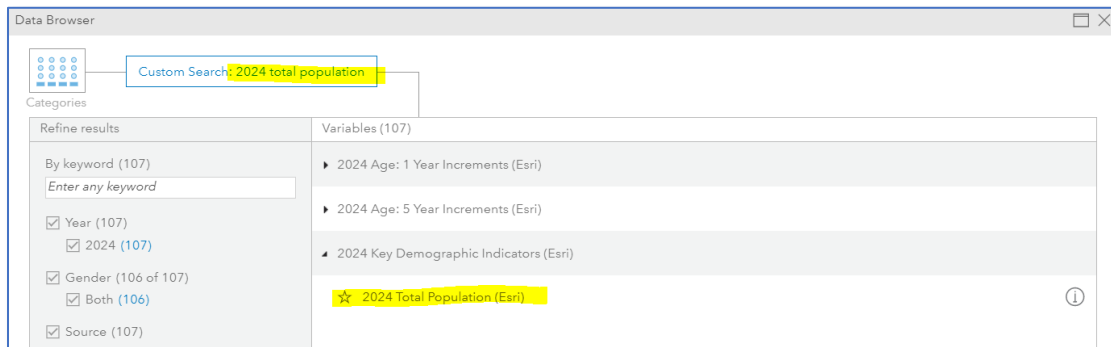 Data Browser
Custom Search: 2024 total population
Categories
Refine results
Variables (107)
By keyword (107)
Enter any keyword
2024 Age: 1 Year Increments (Esri)
2024 Age: 5 Year Increments (Esri)
Year (107)
2024 (107)
2024 Key Demographic Indicators (Esri)
Gender (106 of 107)
Both (106)
2024 Total Population (Esri)
Source (107)